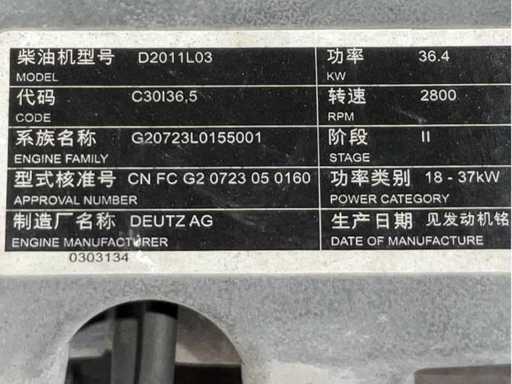 柴油机型号 D2011L03 功率 36.4
MODEL KW
代码 C30I36,5 转速 2800
CODE RPM
系族名称 G20723L0155001 阶段 II
ENGINE FAMILY STAGE
型式核准号 CN FC G2 0723 05 0160 功率类别 18 - 37kW
APPROVAL NUMBER POWER CATEGORY
制造厂名称 DEUTZ AG 生产日期 见发动机铭
ENGINE MANUFACTURER DATE OF MANUFACTURE
0303134